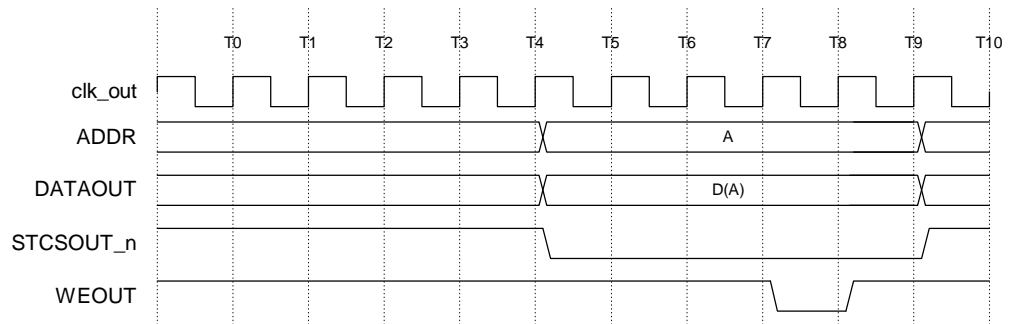 T0 T1 T2 T3 T4 T5 T6 T7 T8 T9 T10
clk_out
ADDR A
DATAOUT D(A)
STCSOUT_n
WEOUT